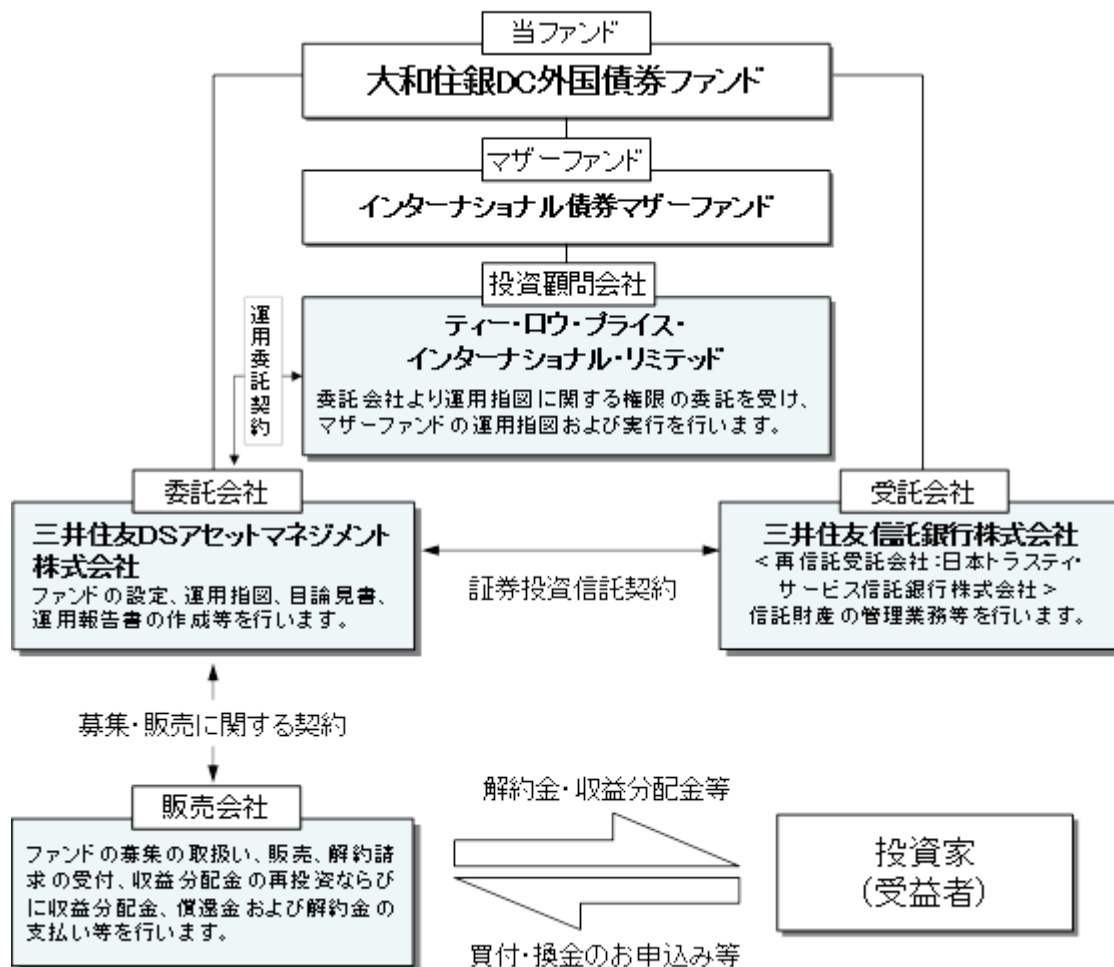 当ファンド
大和住銀DC外国債券ファンド
マザーファンド
インターナショナル債券マザーファンド
投資顧問会社
ティー・ロウ・プライス・
インターナショナル・リミテッド
委託会社より運用指図に関する権限の委託を受け、
マザーファンドの運用指図および実行を行います。
運用委託契約
委託会社
三井住友DSアセットマネジメント
株式会社
ファンドの設定、運用指図、目論見書、
運用報告書の作成等を行います。
証券投資信託契約
受託会社
三井住友信託銀行株式会社
<再信託受託会社:日本トラスティ・
サービス信託銀行株式会社>
信託財産の管理業務等を行います。
募集・販売に関する契約
販売会社
ファンドの募集の取扱い、販売、解約請
求の受付、収益分配金の再投資ならび
に収益分配金、償還金および解約金の
支払い等を行います。
解約金・収益分配金等
買付・換金のお申込み等
投資家
(受益者)